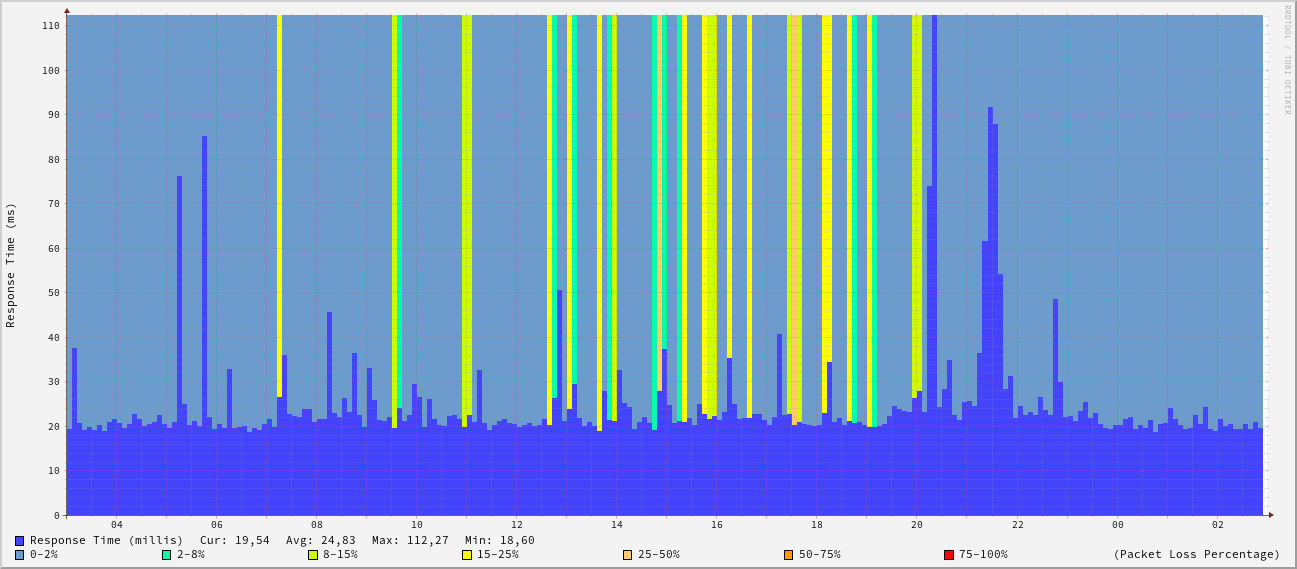 RRDTOOL / TOBI OETIKER
Response Time (ms)
110
100
90
80
70
60
50
40
30
20
10
0
04 06 08 10 12 14 16 18 20 22 00 02
Response Time (millis) Cur: 19,54 Avg: 24,83 Max: 112,27 Min: 18,60
0-2% 2-8% 8-15% 15-25% 25-50% 50-75% 75-100% (Packet Loss Percentage)